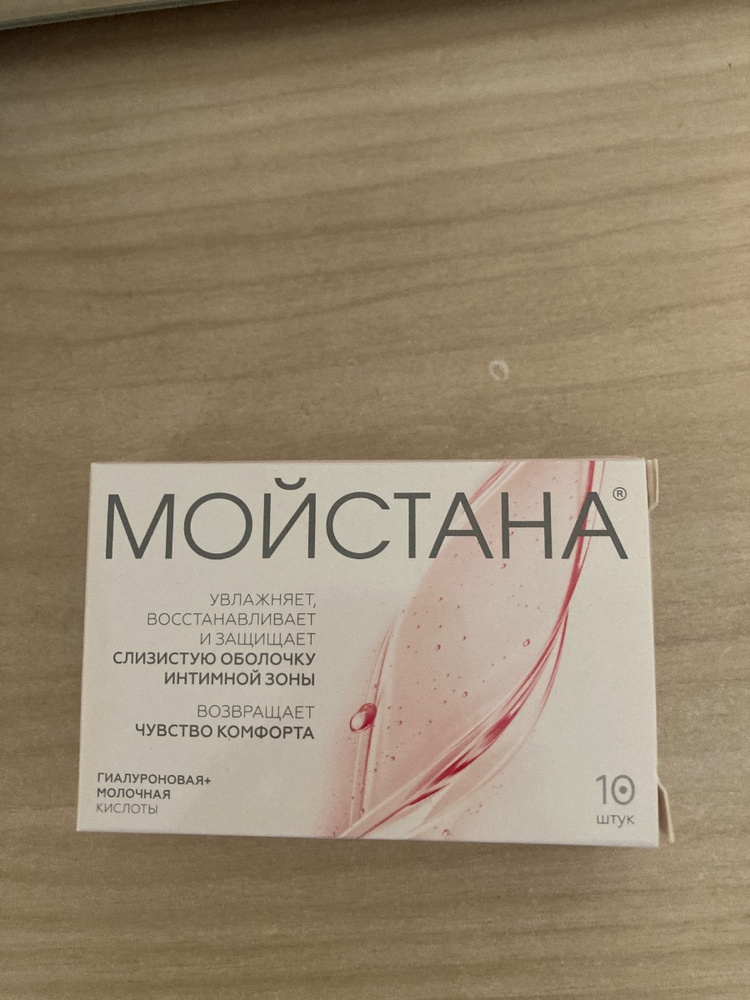 МОЙСТАНА®
УВЛАЖНЯЕТ,
ВОССТАНАВЛИВАЕТ
И ЗАЩИЩАЕТ
СЛИЗИСТУЮ ОБОЛОЧКУ
ИНТИМНОЙ ЗОНЫ
ВОЗВРАЩАЕТ
ЧУВСТВО КОМФОРТА
ГИАЛУРОНОВАЯ+
МОЛОЧНАЯ
КИСЛОТЫ
10
штук